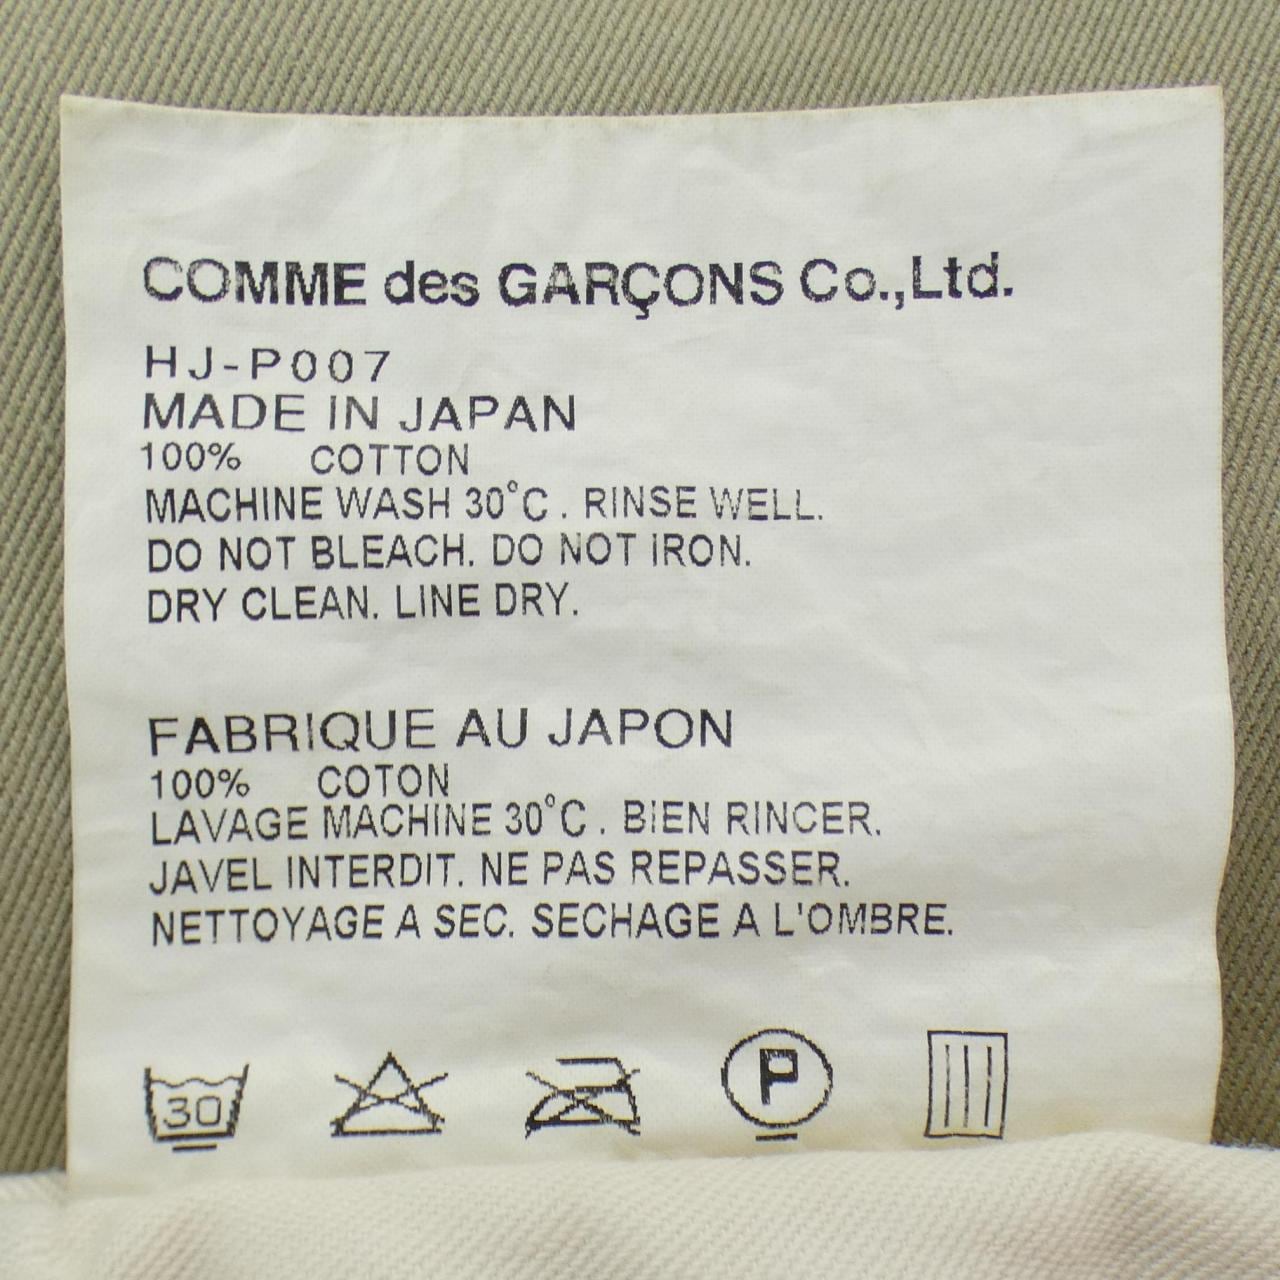 COMME des GARÇONS Co.,Ltd.
HJ-P007
MADE IN JAPAN
100% COTTON
MACHINE WASH 30°C . RINSE WELL.
DO NOT BLEACH. DO NOT IRON.
DRY CLEAN. LINE DRY.
FABRIQUE AU JAPON
100% COTON
LAVAGE MACHINE 30°C . BIEN RINCER.
JAVEL INTERDIT. NE PAS REPASSER.
NETTOYAGE A SEC. SECHAGE A L'OMBRE.
30 P